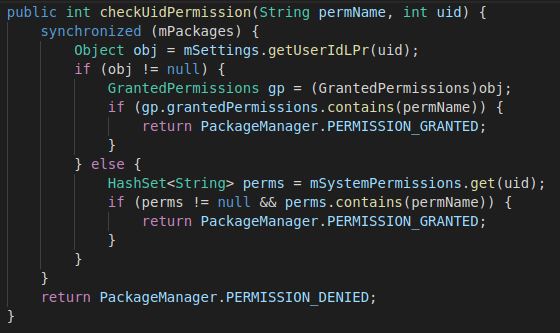 public int checkUidPermission(String permName, int uid) {
    synchronized (mPackages) {
        Object obj = mSettings.getUserIdLPr(uid);
        if (obj != null) {
            GrantedPermissions gp = (GrantedPermissions)obj;
            if (gp.grantedPermissions.contains(permName)) {
                return PackageManager.PERMISSION_GRANTED;
            }
        } else {
            HashSet<String> perms = mSystemPermissions.get(uid);
            if (perms != null && perms.contains(permName)) {
                return PackageManager.PERMISSION_GRANTED;
            }
        }
    }
    return PackageManager.PERMISSION_DENIED;
}